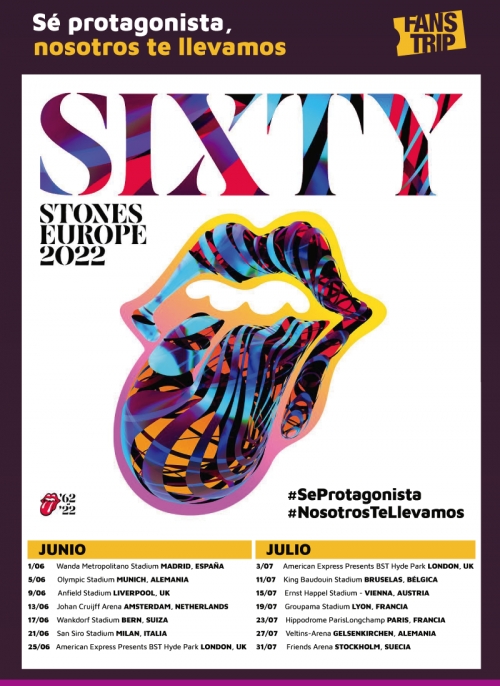 Sé protagonista,
nosotros te llevamos
FANS
TRIP
SIXTY
STONES
EUROPE
2022
'62
'22
#SeProtagonista
#NosotrosTeLlevamos
JUNIO
1/06 Wanda Metropolitano Stadium MADRID, ESPAÑA
5/06 Olympic Stadium MUNICH, ALEMANIA
9/06 Anfield Stadium LIVERPOOL, UK
13/06 Johan Cruijff Arena AMSTERDAM, NETHERLANDS
17/06 Wankdorf Stadium BERN, SUIZA
21/06 San Siro Stadium MILAN, ITALIA
25/06 American Express Presents BST Hyde Park LONDON, UK
JULIO
3/07 American Express Presents BST Hyde Park LONDON, UK
11/07 King Baudouin Stadium BRUSELAS, BÉLGICA
15/07 Ernst Happel Stadium - VIENNA, AUSTRIA
19/07 Groupama Stadium LYON, FRANCIA
23/07 Hippodrome ParisLongchamp PARIS, FRANCIA
27/07 Veltins-Arena GELSENKIRCHEN, ALEMANIA
31/07 Friends Arena STOCKHOLM, SUECIA